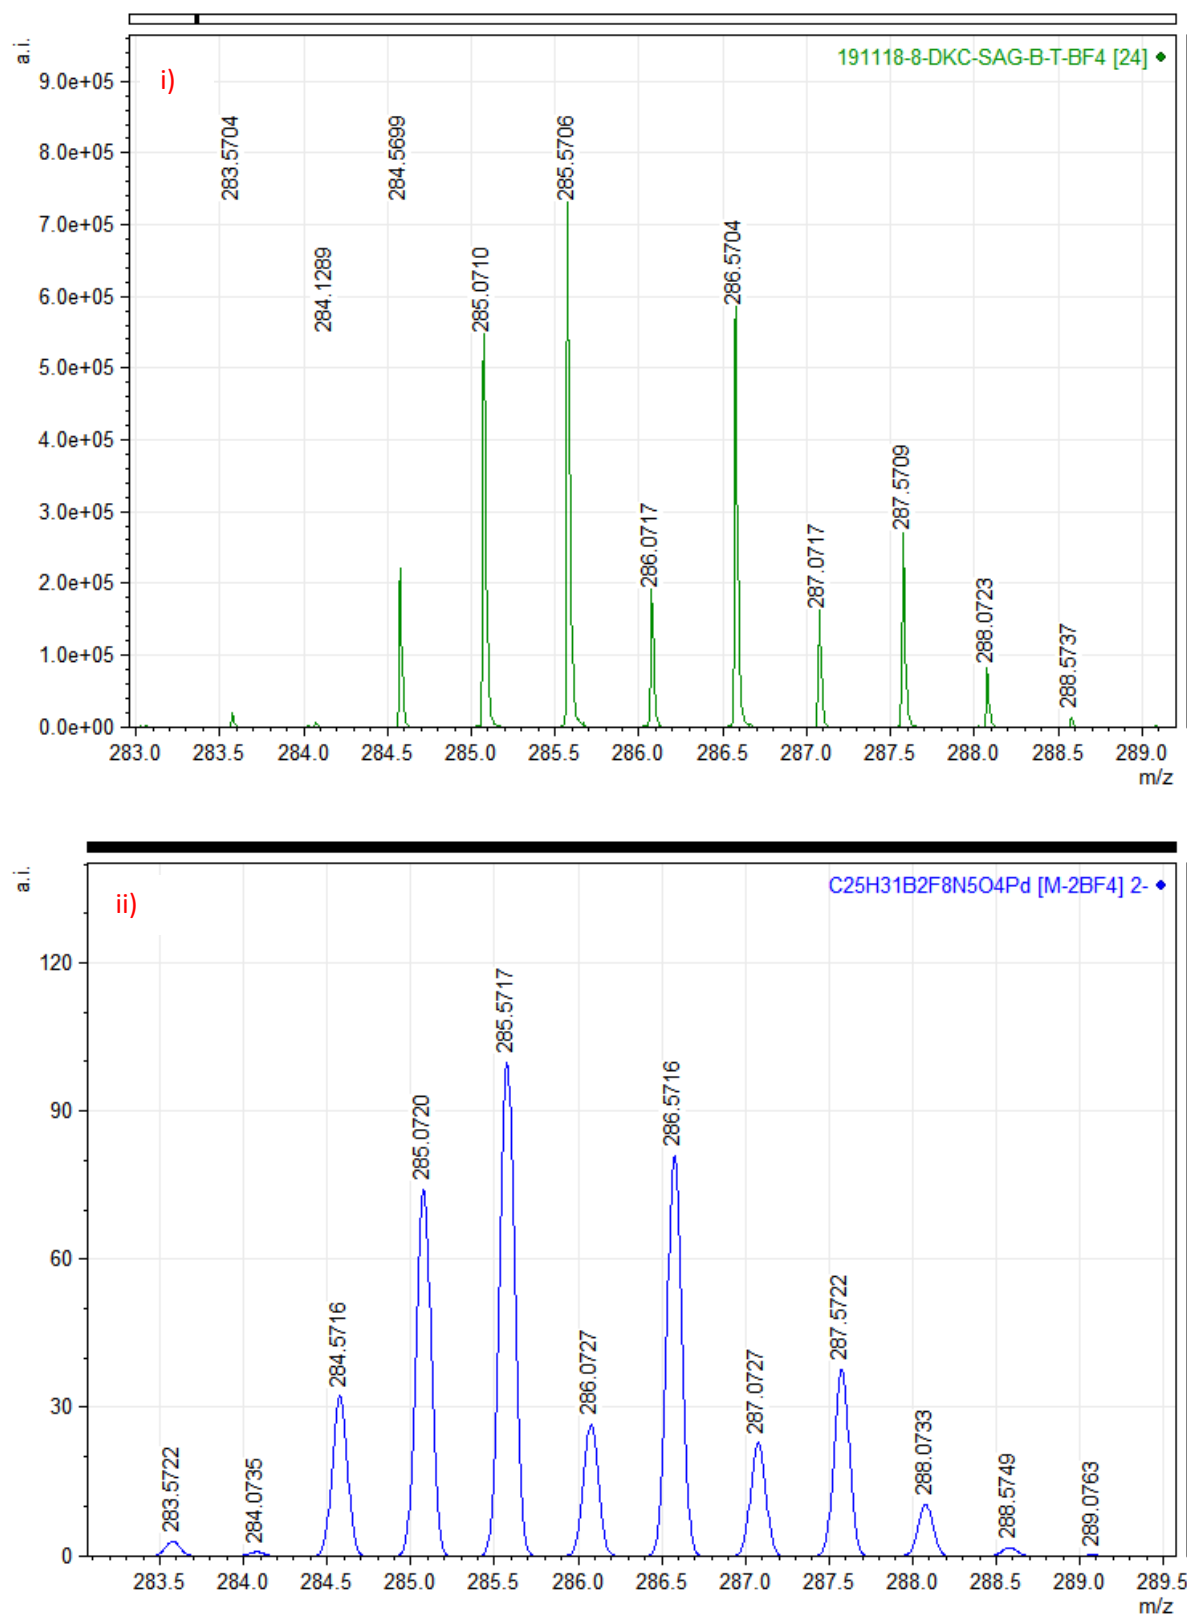 a.i.
i)
191118-8-DKC-SAG-B-T-BF4 [24]
9.0e+05
8.0e+05
7.0e+05
6.0e+05
5.0e+05
4.0e+05
3.0e+05
2.0e+05
1.0e+05
0.0e+00
283.5704
284.1289
284.5699
285.0710
285.5706
286.0717
286.5704
287.0717
287.5709
288.0723
288.5737
283.0 283.5 284.0 284.5 285.0 285.5 286.0 286.5 287.0 287.5 288.0 288.5 289.0
m/z
a.i.
ii)
C25H31B2F8N5O4Pd [M-2BF4] 2-
120
90
60
30
0
283.5722
284.0735
284.5716
285.0720
285.5717
286.0727
286.5716
287.0727
287.5722
288.0733
288.5749
289.0763
283.5 284.0 284.5 285.0 285.5 286.0 286.5 287.0 287.5 288.0 288.5 289.0 289.5
m/z